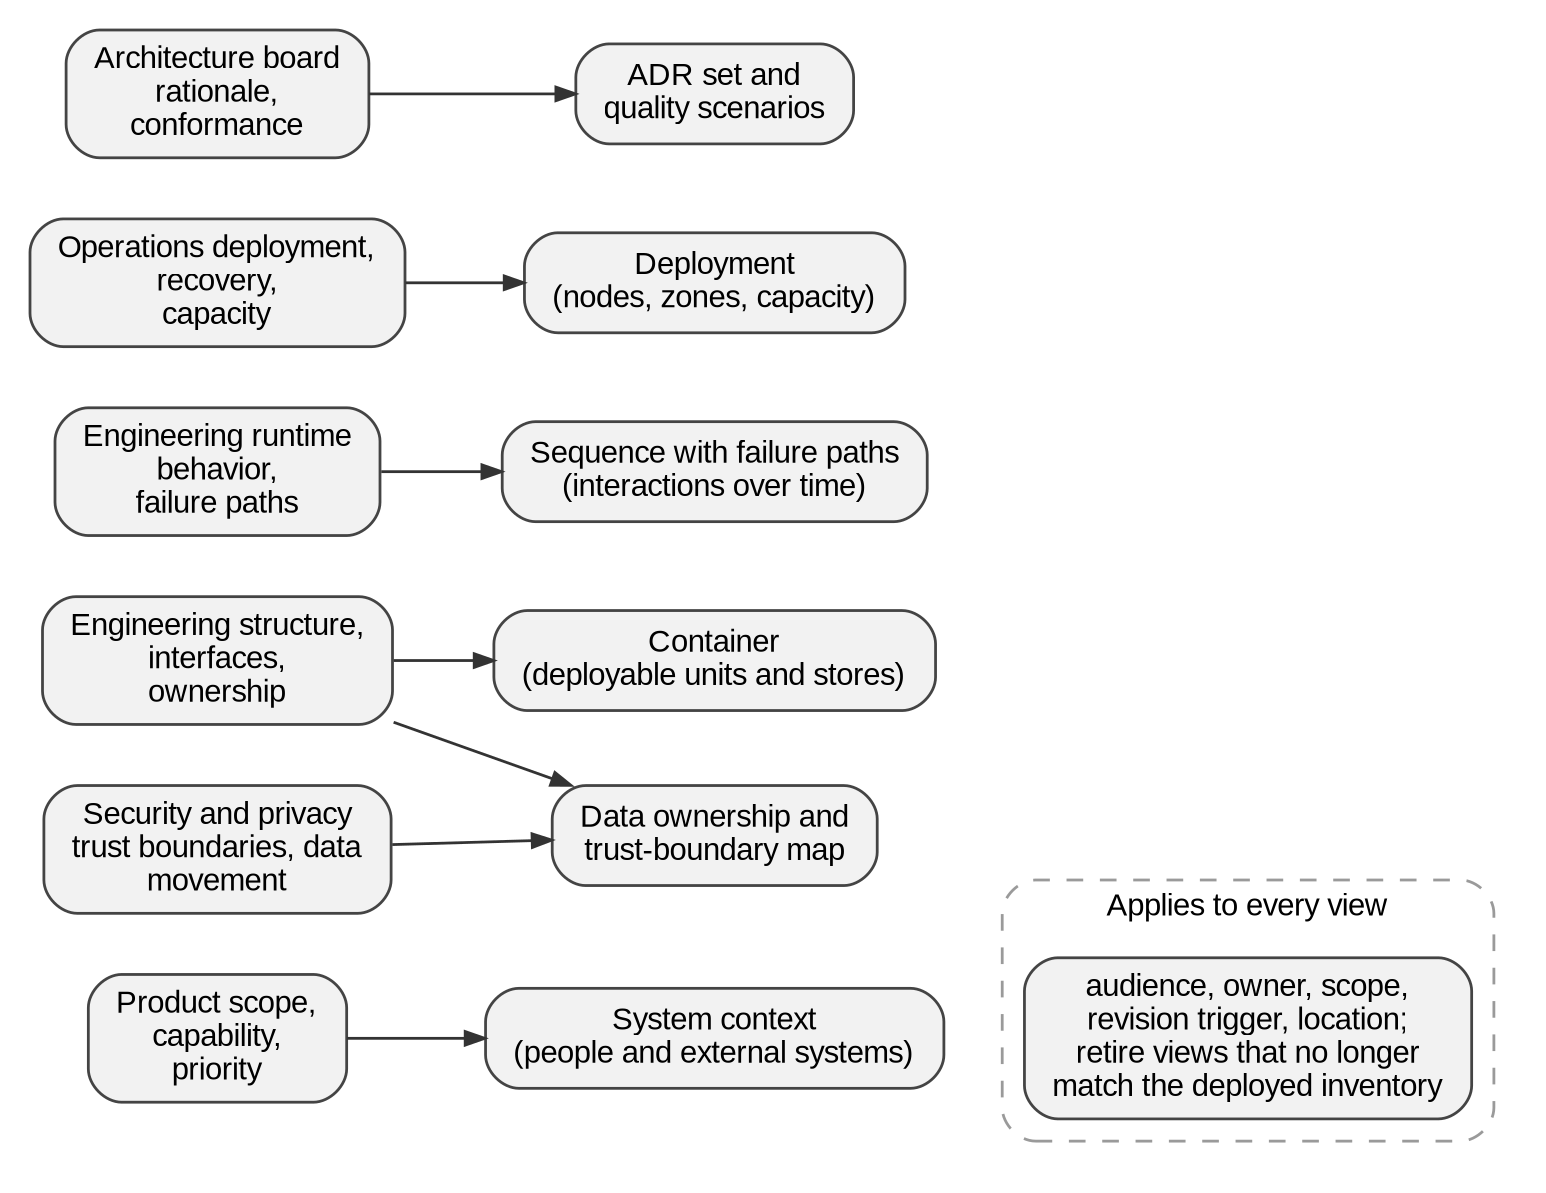 Architecture board
rationale,
conformance
ADR set and
quality scenarios
Operations deployment,
recovery,
capacity
Deployment
(nodes, zones, capacity)
Engineering runtime
behavior,
failure paths
Sequence with failure paths
(interactions over time)
Engineering structure,
interfaces,
ownership
Container
(deployable units and stores)
Security and privacy
trust boundaries, data
movement
Data ownership and
trust-boundary map
Product scope,
capability,
priority
System context
(people and external systems)
Applies to every view
audience, owner, scope,
revision trigger, location;
retire views that no longer
match the deployed inventory